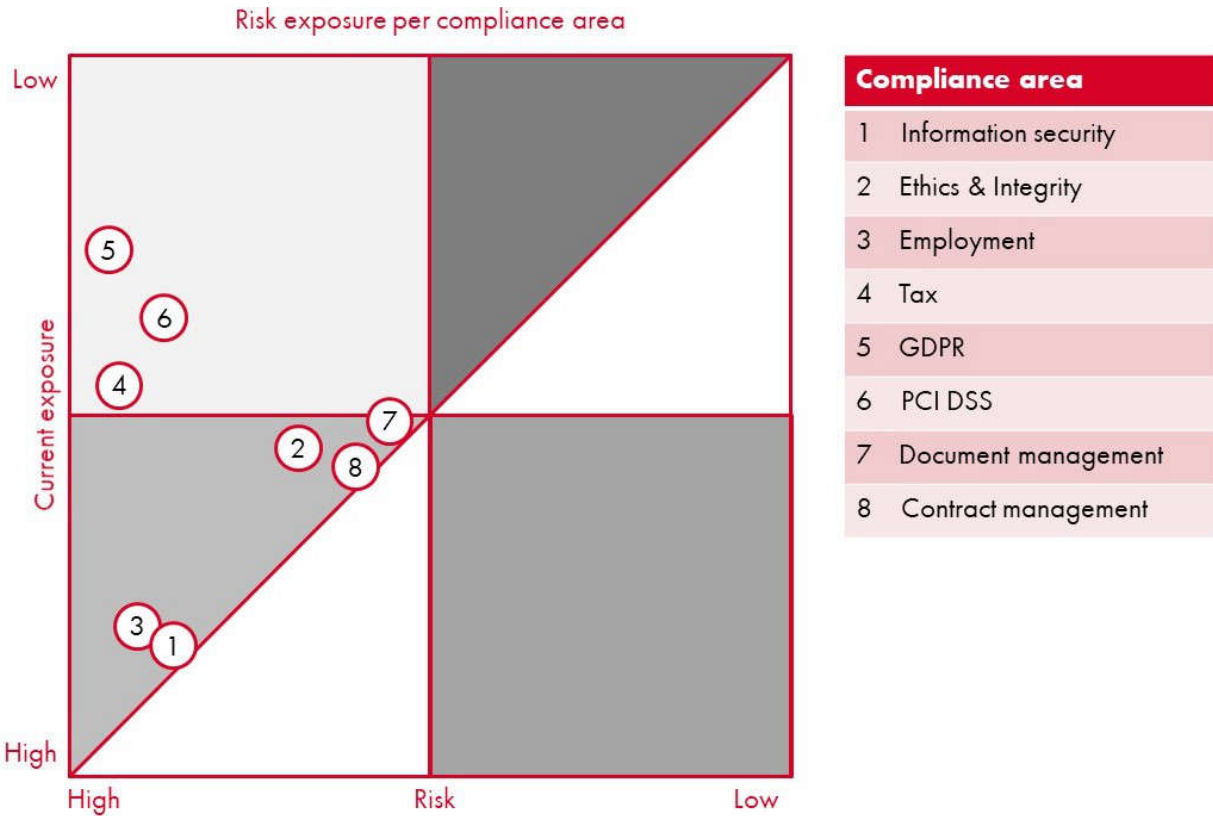 Risk exposure per compliance area
Low
Current exposure
High
High
Risk
Low
5
6
4
7
2
8
3
1
Compliance area
1 Information security
2 Ethics & Integrity
3 Employment
4 Tax
5 GDPR
6 PCI DSS
7 Document management
8 Contract management